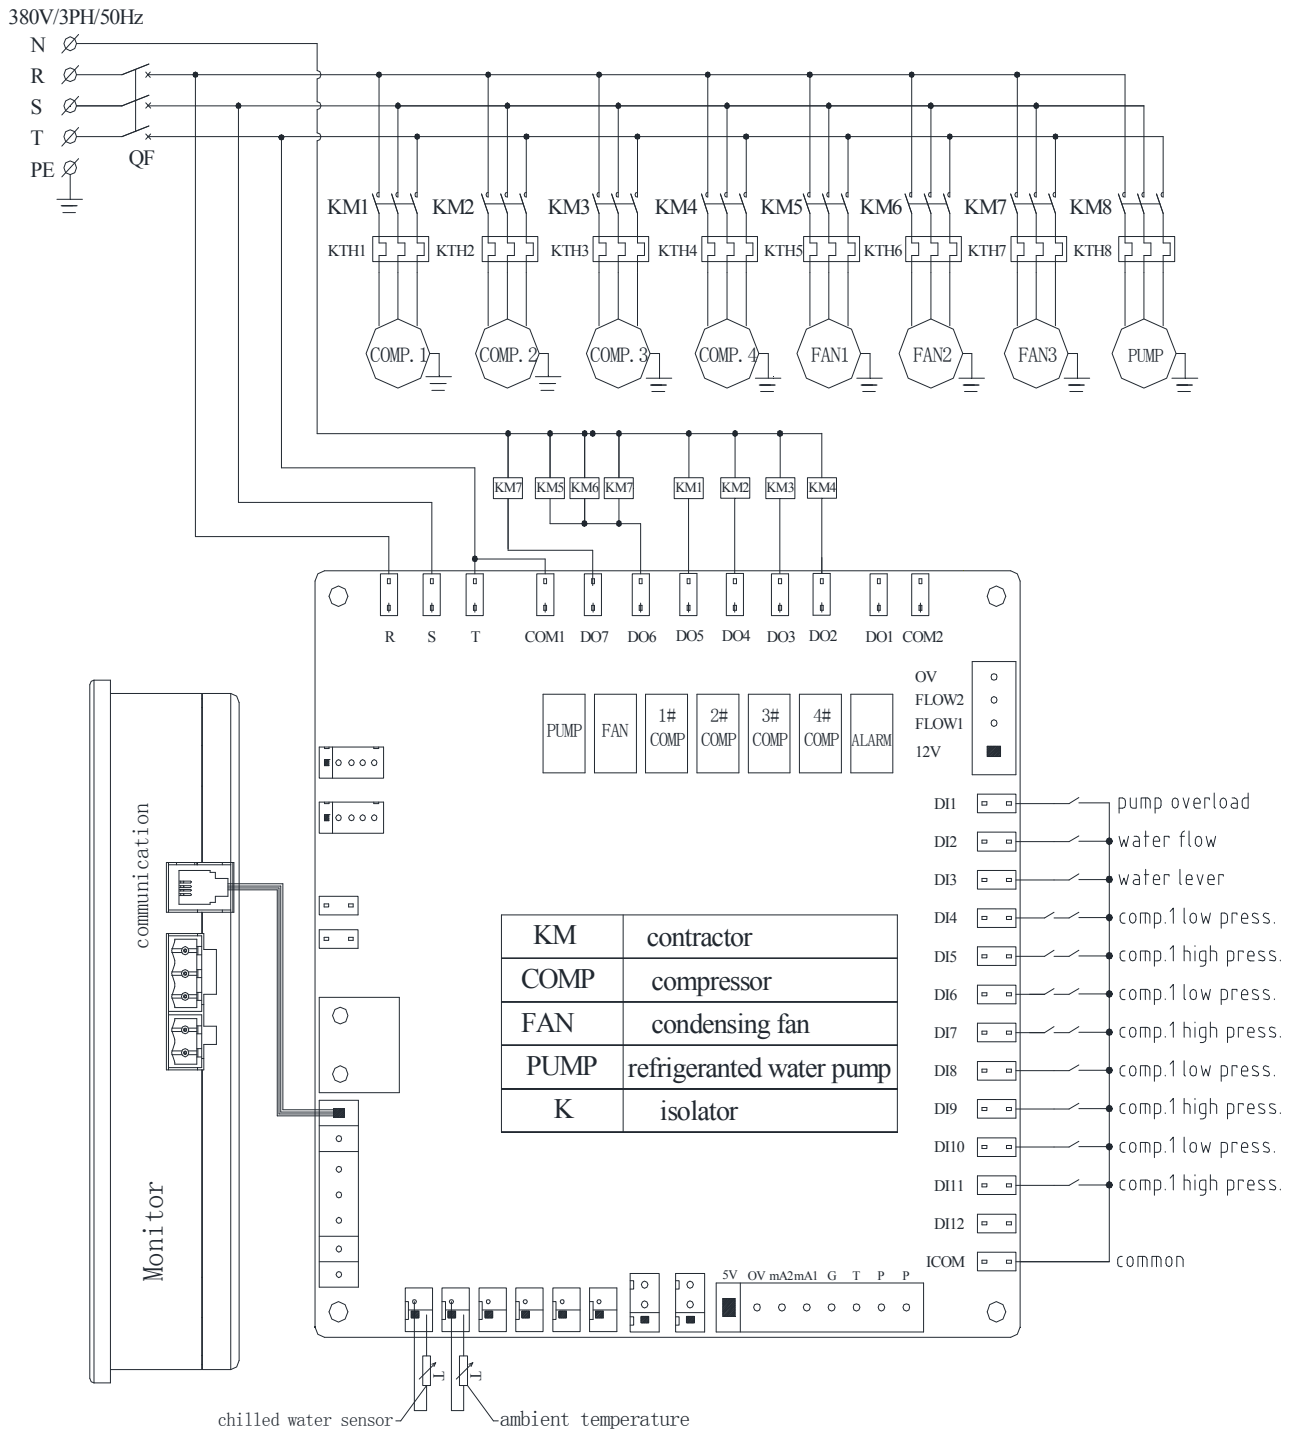 380V/3PH/50Hz
N
R
S
T
PE
QF
KM1 KM2 KM3 KM4 KM5 KM6 KM7 KM8
KTH1 KTH2 KTH3 KTH4 KTH5 KTH6 KTH7 KTH8
COMP.1 COMP.2 COMP.3 COMP.4 FAN1 FAN2 FAN3 PUMP
KM7 KM5 KM6 KM7 KM1 KM2 KM3 KM4
R S T COM1 DO7 DO6 DO5 DO4 DO3 DO2 DO1 COM2
OV
FLOW2
FLOW1
12V
PUMP FAN 1# COMP 2# COMP 3# COMP 4# COMP ALARM
DI1 pump overload
DI2 water flow
DI3 water lever
DI4 comp.1 low press.
DI5 comp.1 high press.
DI6 comp.1 low press.
DI7 comp.1 high press.
DI8 comp.1 low press.
DI9 comp.1 high press.
DI10 comp.1 low press.
DI11 comp.1 high press.
DI12
ICOM common
communication
Monitor
KM contractor
COMP compressor
FAN condensing fan
PUMP refrigeranted water pump
K isolator
5V OV mA2 mA1 G T P P
T T
chilled water sensor
ambient temperature